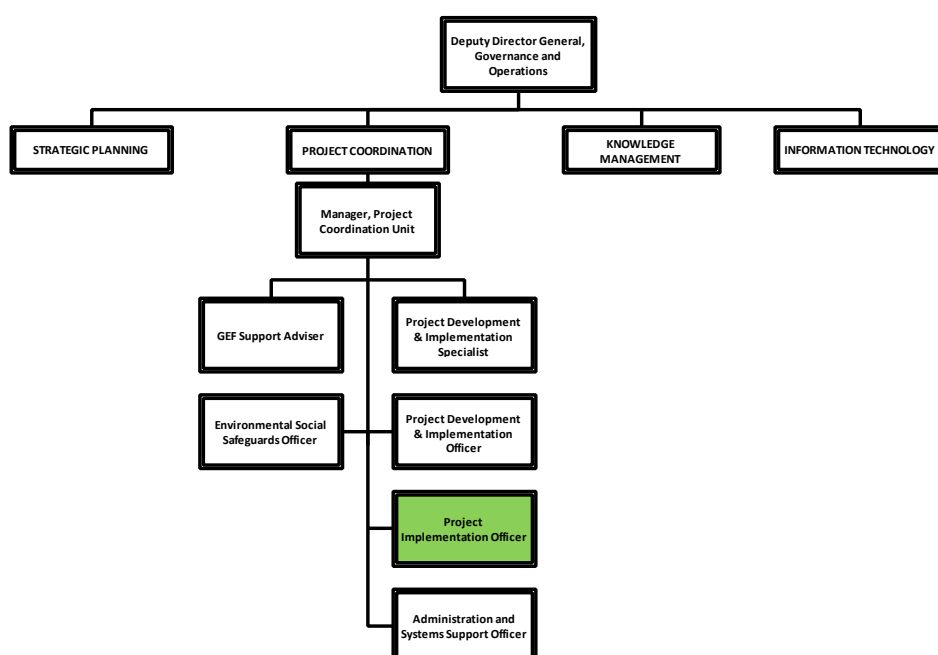 Deputy Director General,
Governance and
Operations
STRATEGIC PLANNING
PROJECT COORDINATION
KNOWLEDGE
MANAGEMENT
INFORMATION TECHNOLOGY
Manager, Project
Coordination Unit
GEF Support Adviser
Project Development
& Implementation
Specialist
Environmental Social
Safeguards Officer
Project Development
& Implementation
Officer
Project
Implementation Officer
Administration and
Systems Support Officer